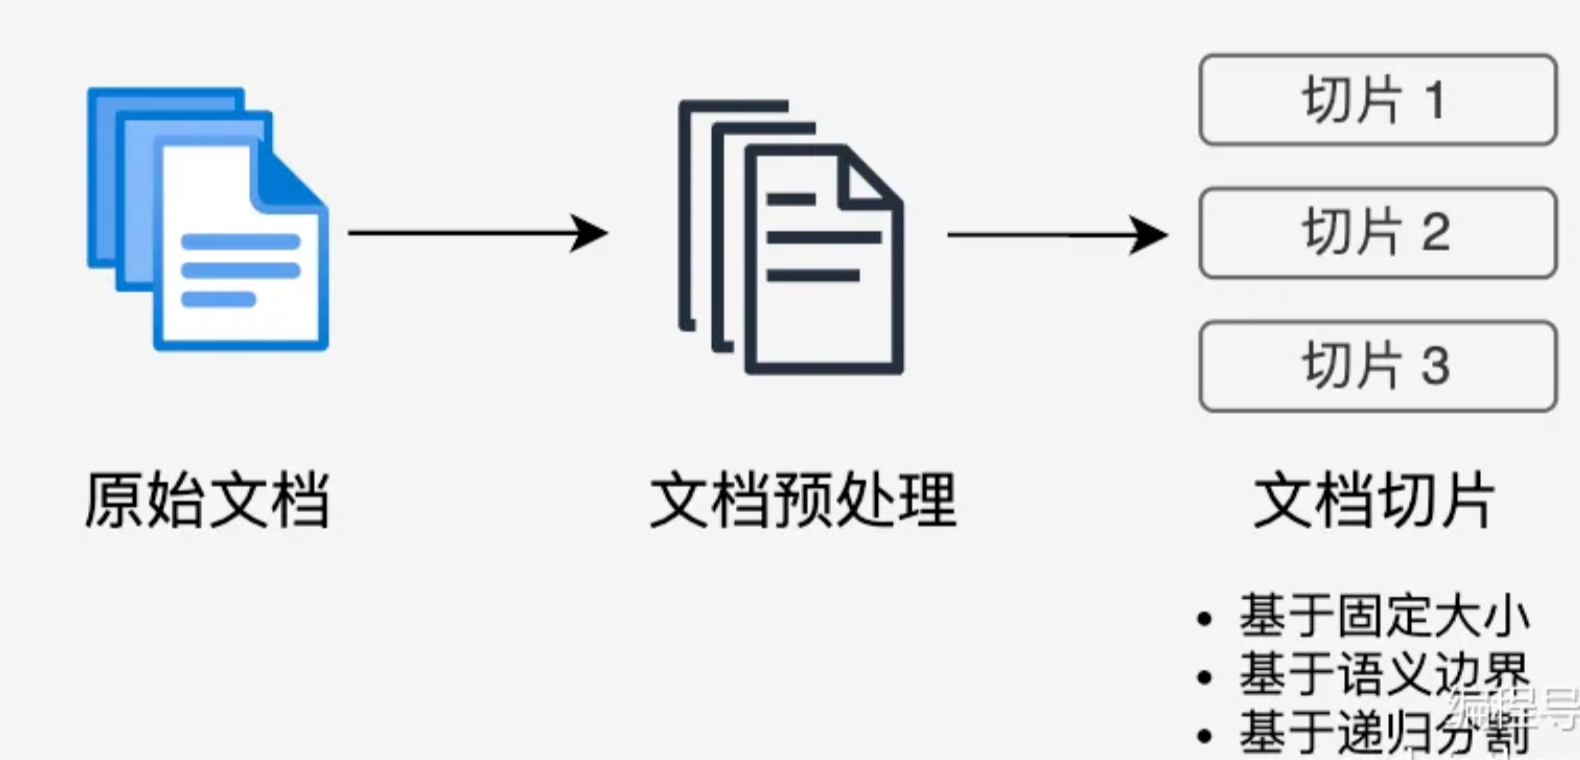 切片 1
切片 2
切片 3
原始文档
文档预处理
文档切片
• 基于固定大小
• 基于语义边界
• 基于递归分割
编程导